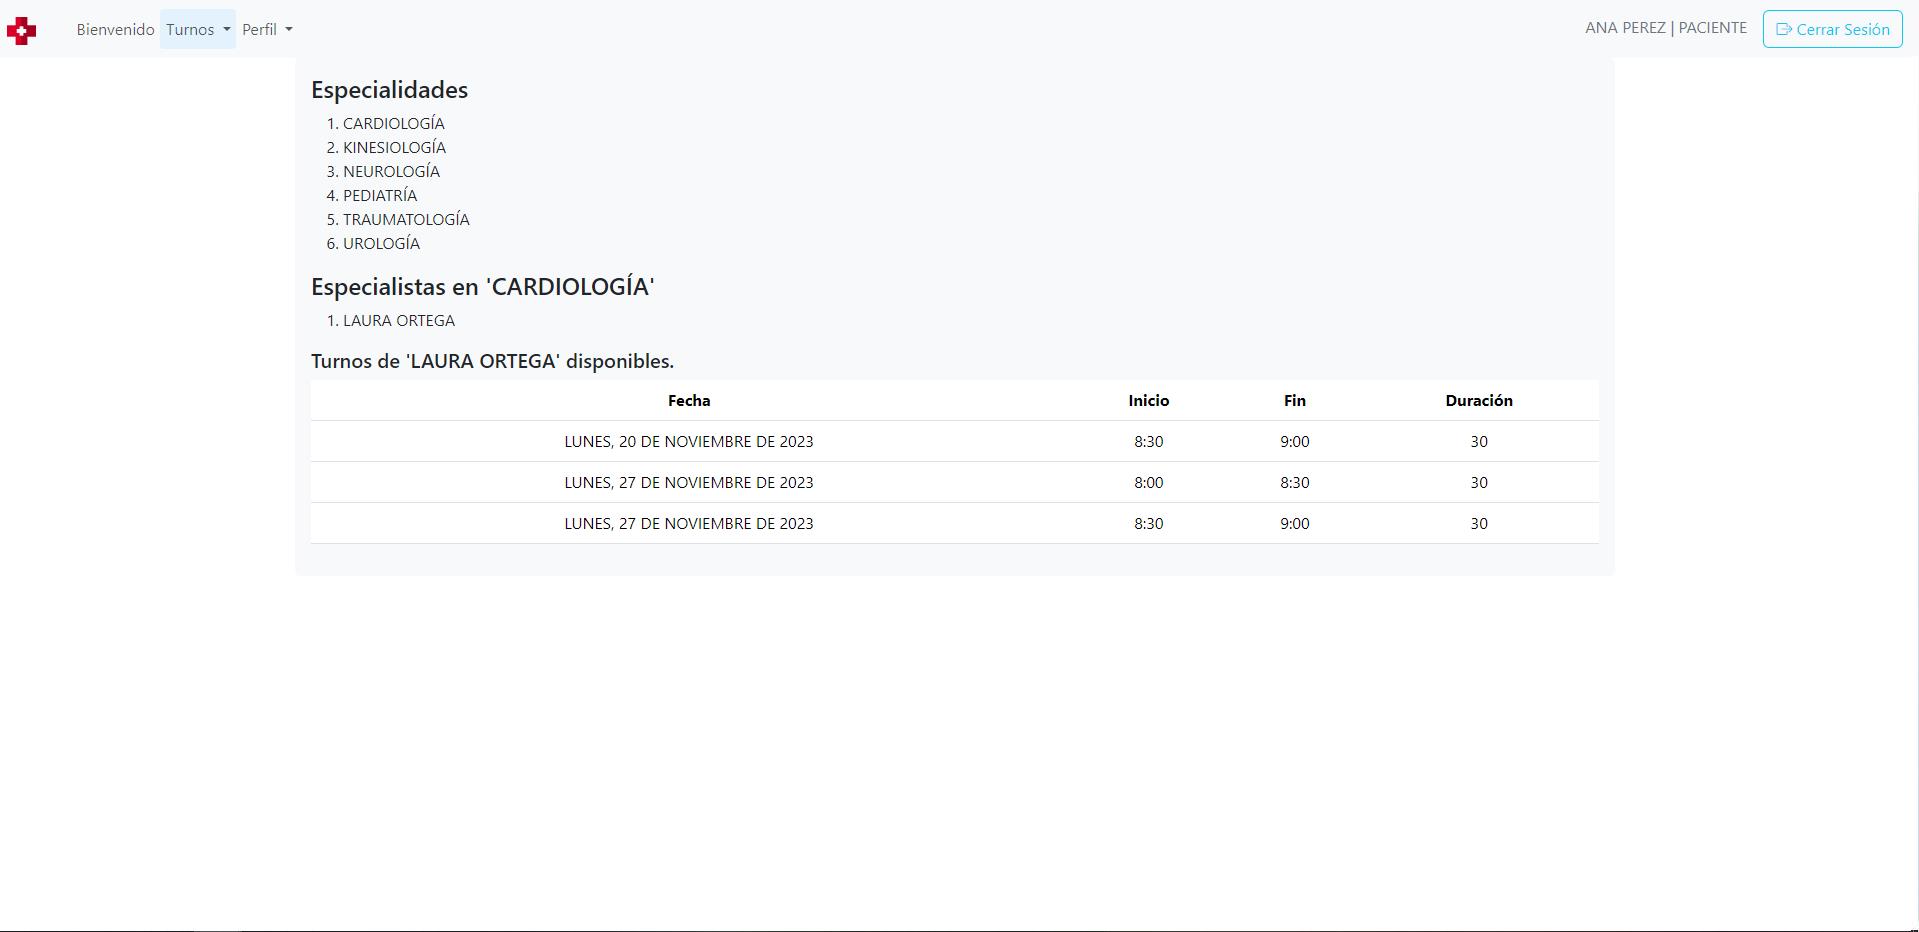 Bienvenido Turnos Perfil ANA PEREZ | PACIENTE Cerrar Sesión
Especialidades
1. CARDIOLOGÍA
2. KINESIOLOGÍA
3. NEUROLOGÍA
4. PEDIATRÍA
5. TRAUMATOLOGÍA
6. UROLOGÍA
Especialistas en 'CARDIOLOGÍA'
1. LAURA ORTEGA
Turnos de 'LAURA ORTEGA' disponibles.
Fecha Inicio Fin Duración
LUNES, 20 DE NOVIEMBRE DE 2023 8:30 9:00 30
LUNES, 27 DE NOVIEMBRE DE 2023 8:00 8:30 30
LUNES, 27 DE NOVIEMBRE DE 2023 8:30 9:00 30